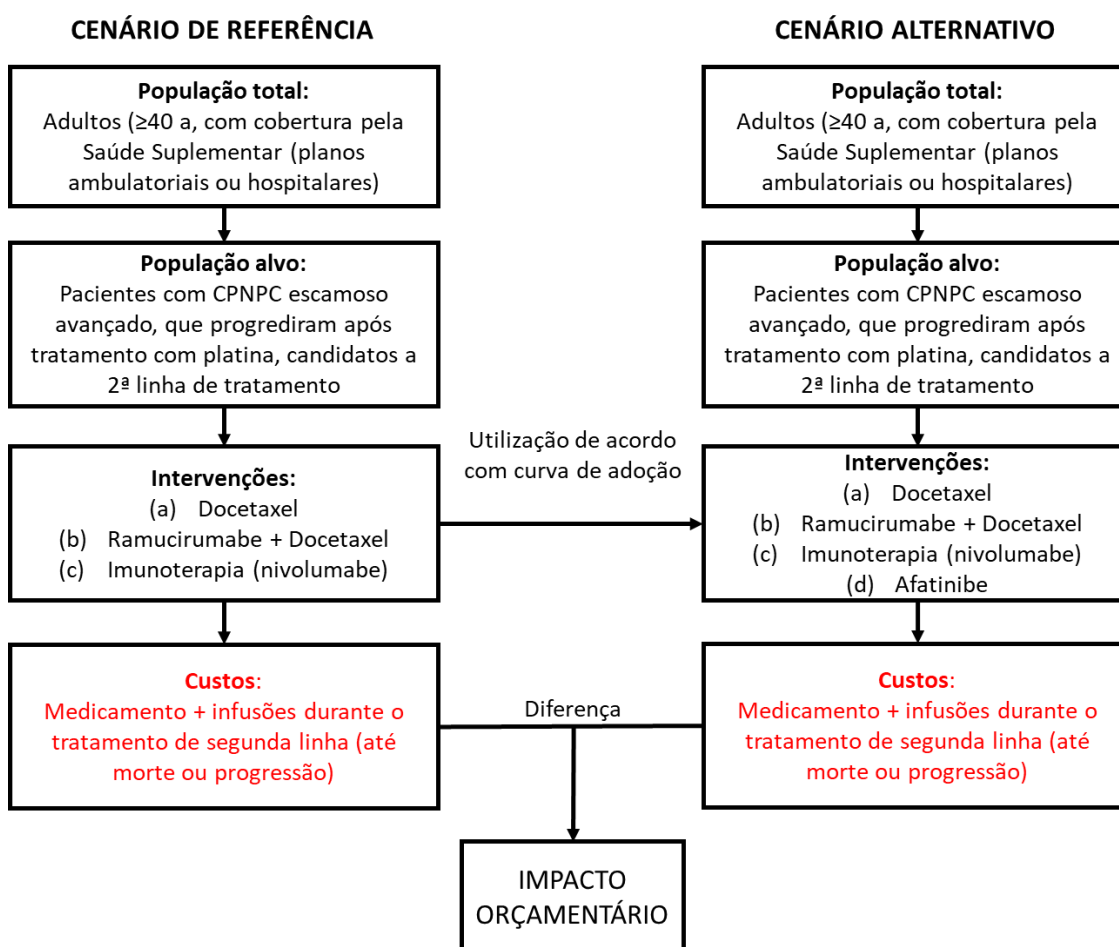 CENÁRIO DE REFERÊNCIA
População total:
Adultos (≥40 a, com cobertura pela
Saúde Suplementar (planos
ambulatoriais ou hospitalares)
População alvo:
Pacientes com CPNPC escamoso
avançado, que progrediram após
tratamento com platina, candidatos a
2ª linha de tratamento
Intervenções:
(a) Docetaxel
(b) Ramucirumabe + Docetaxel
(c) Imunoterapia (nivolumabe)
Custos:
Medicamento + infusões durante o
tratamento de segunda linha (até
morte ou progressão)
Utilização de acordo
com curva de adoção
CENÁRIO ALTERNATIVO
População total:
Adultos (≥40 a, com cobertura pela
Saúde Suplementar (planos
ambulatoriais ou hospitalares)
População alvo:
Pacientes com CPNPC escamoso
avançado, que progrediram após
tratamento com platina, candidatos a
2ª linha de tratamento
Intervenções:
(a) Docetaxel
(b) Ramucirumabe + Docetaxel
(c) Imunoterapia (nivolumabe)
(d) Afatinibe
Custos:
Medicamento + infusões durante o
tratamento de segunda linha (até
morte ou progressão)
Diferença
IMPACTO
ORÇAMENTÁRIO